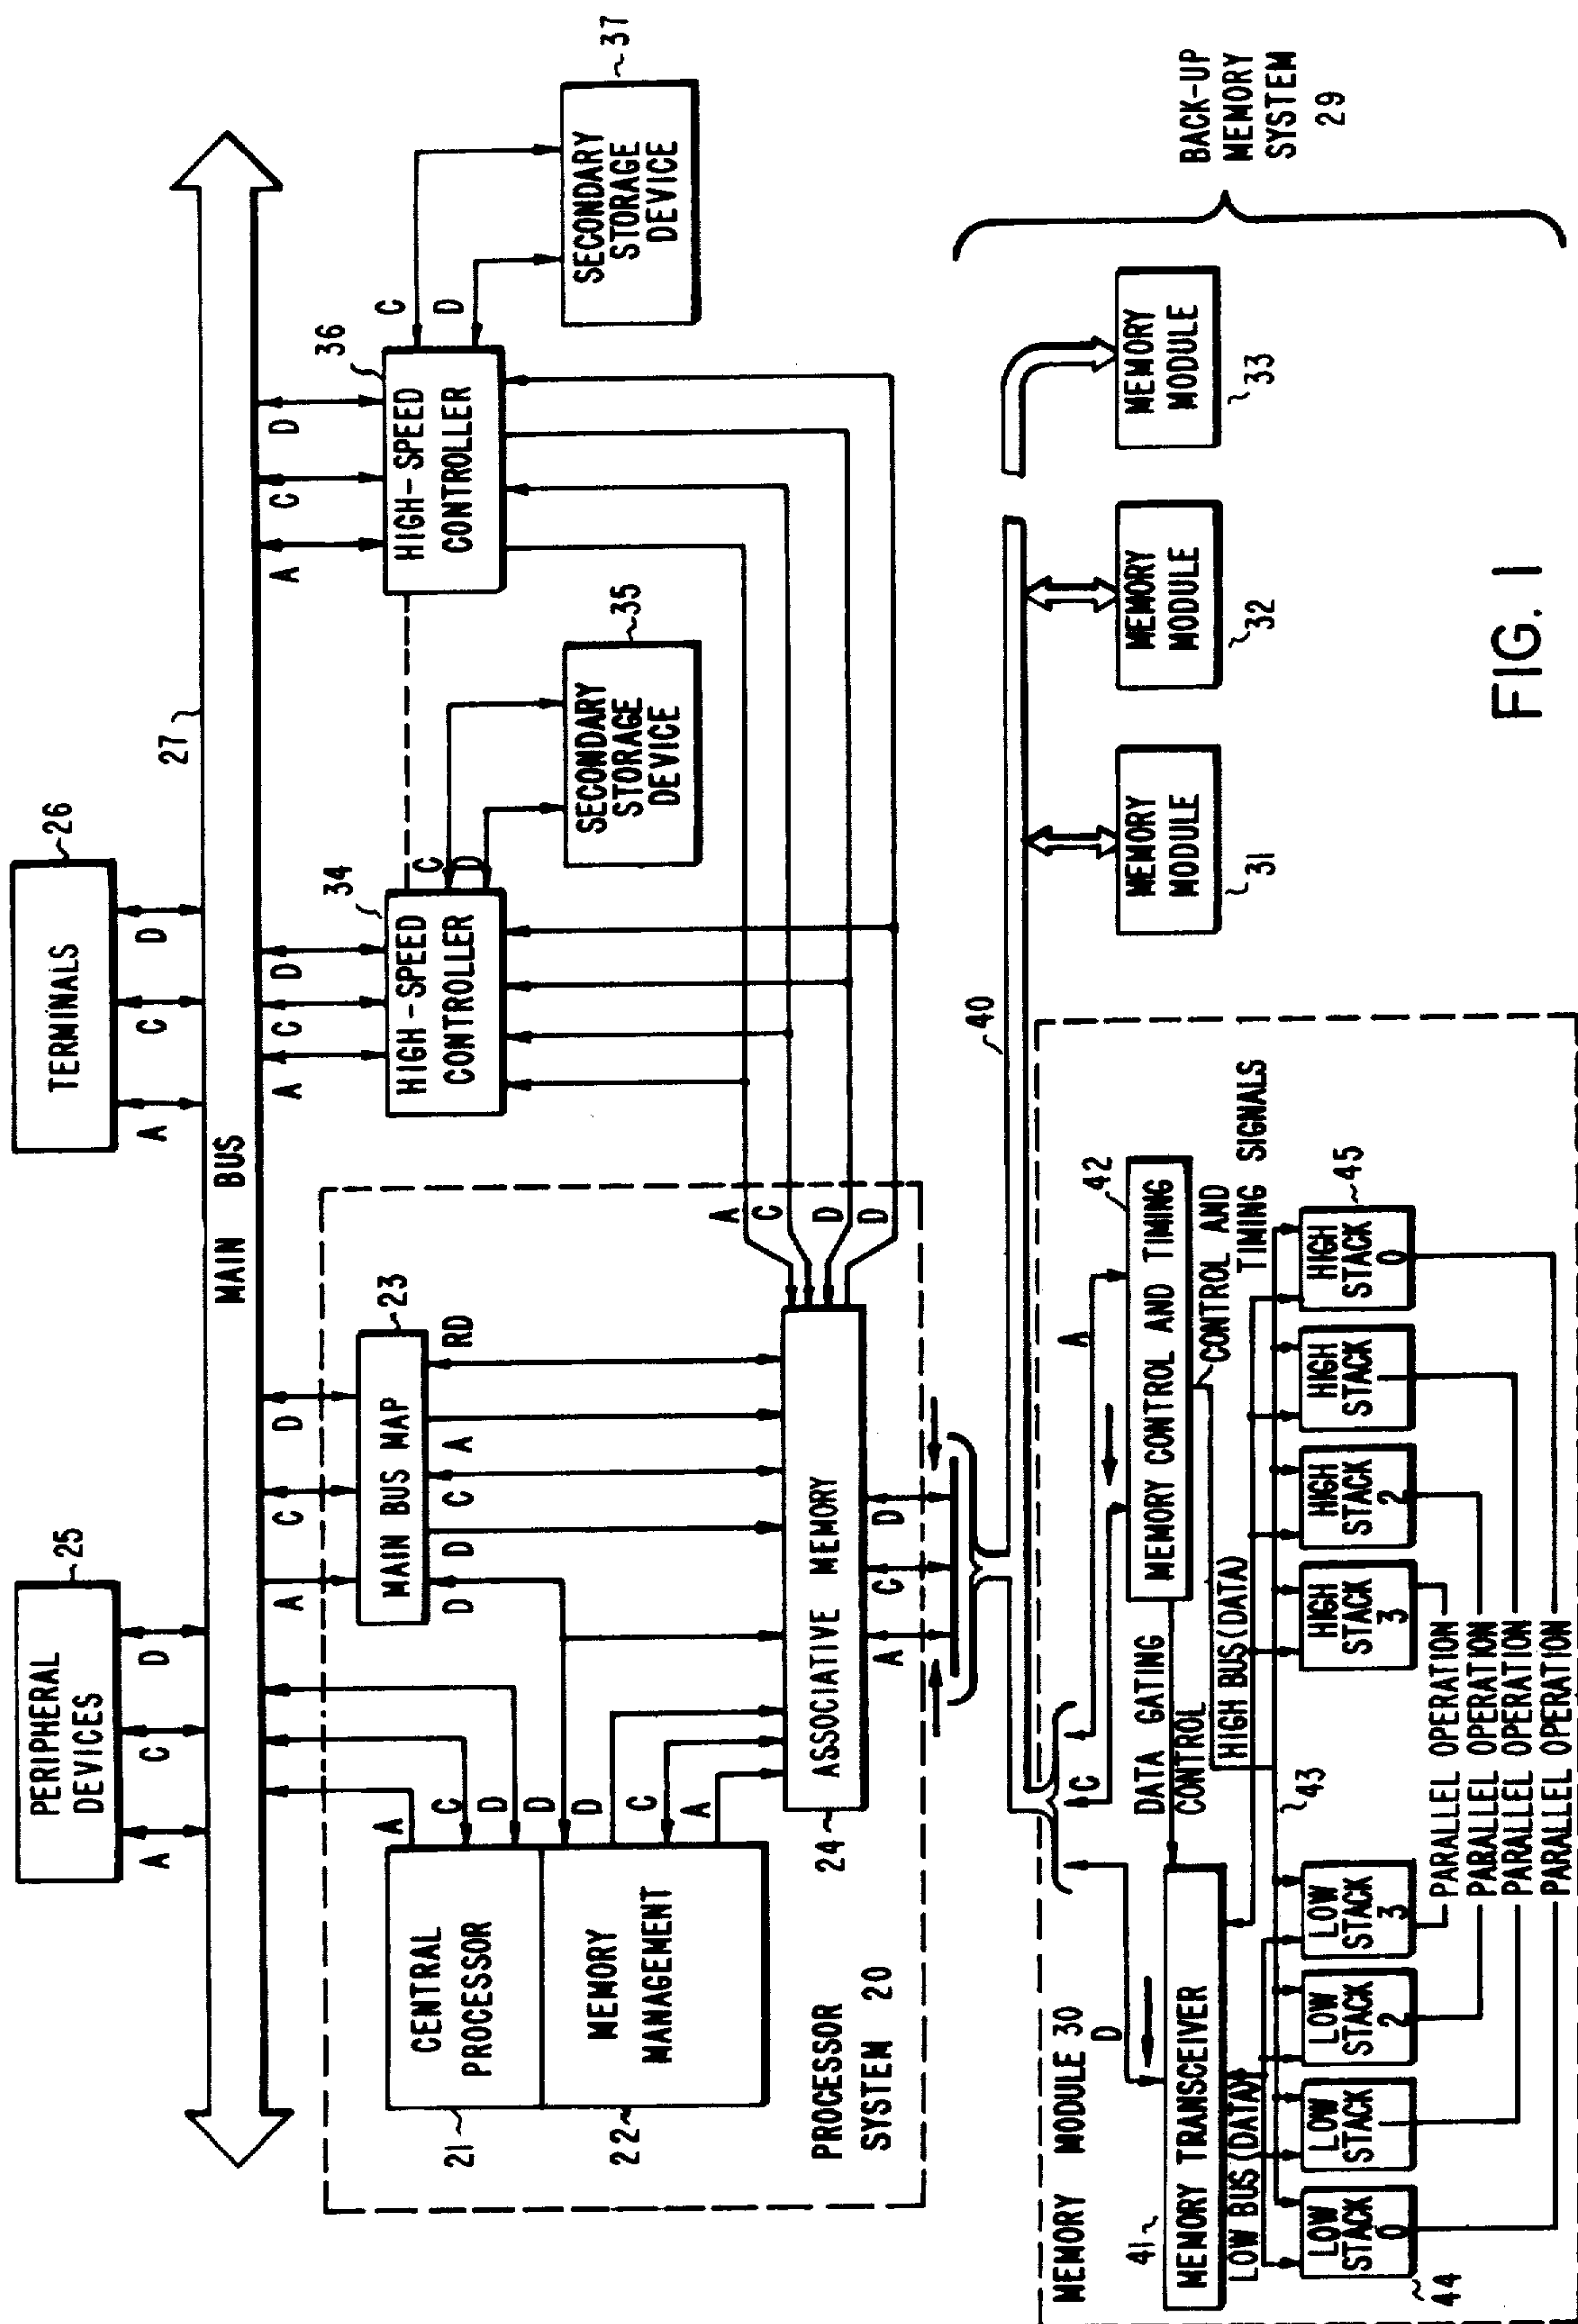 PERIPHERAL
DEVICES
25
A
C
D
TERMINALS
26
A
C
D
27
MAIN BUS
A
C
D
A
C
D
A
C
D
CENTRAL
PROCESSOR
21
MEMORY
MANAGEMENT
22
A
C
D
D
D
C
A
MAIN BUS MAP
23
D
D
C
A
RD
ASSOCIATIVE MEMORY
24
A
C
D
PROCESSOR
SYSTEM 20
A
C
D
D
HIGH-SPEED
CONTROLLER
34
C
D
SECONDARY
STORAGE
DEVICE
35
HIGH-SPEED
CONTROLLER
36
C
D
SECONDARY
STORAGE
DEVICE
37
BACK-UP
MEMORY
SYSTEM
29
40
MEMORY
MODULE
31
MEMORY
MODULE
32
MEMORY
MODULE
33
MEMORY MODULE 30
D
C
A
MEMORY TRANSCEIVER
41
DATA GATING
CONTROL
MEMORY CONTROL AND TIMING
42
CONTROL AND
TIMING SIGNALS
LOW BUS (DATA)
HIGH BUS (DATA)
43
LOW
STACK
0
LOW
STACK
1
LOW
STACK
2
LOW
STACK
3
44
HIGH
STACK
3
HIGH
STACK
2
HIGH
STACK
1
HIGH
STACK
0
45
PARALLEL OPERATION
PARALLEL OPERATION
PARALLEL OPERATION
PARALLEL OPERATION
FIG. 1